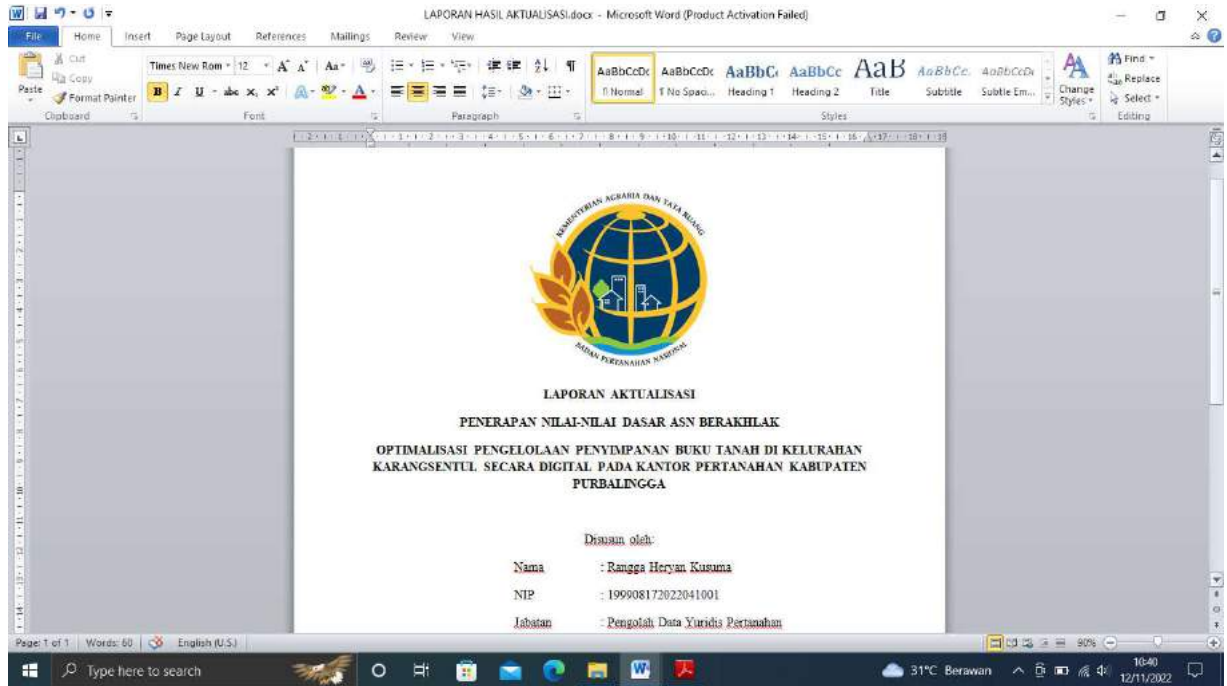 LAPORAN HASIL AKTUALISASI.docx - Microsoft Word (Product Activation Failed)
File Home Insert Page Layout References Mailings Review View
Paste
Cut
Copy
Format Painter
Clipboard
Times New Rom 12
Font
Paragraph
AaBbCcDc AaBbCcDc AaBbC AaBbCc AaB AaBbCc. AaBbCcDc
¶ Normal ¶ No Spaci... Heading 1 Heading 2 Title Subtitle Subtle Em...
Change Styles
Styles
Find
Replace
Select
Editing
KEMENTERIAN AGRARIA DAN TATA RUANG
BADAN PERTANAHAN NASIONAL
LAPORAN AKTUALISASI
PENERAPAN NILAI-NILAI DASAR ASN BERAKHLAK
OPTIMALISASI PENGELOLAAN PENYIMPANAN BUKU TANAH DI KELURAHAN
KARANGSENTUL SECARA DIGITAL PADA KANTOR PERTANAHAN KABUPATEN
PURBALINGGA
Disusun oleh:
Nama : Rangga Heryan Kusuma
NIP : 199908172022041001
Jabatan : Pengolah Data Yuridis Pertanahan
Page: 1 of 1 Words: 60 English (U.S.) 90%
Type here to search
31°C Berawan
10:40
12/11/2022